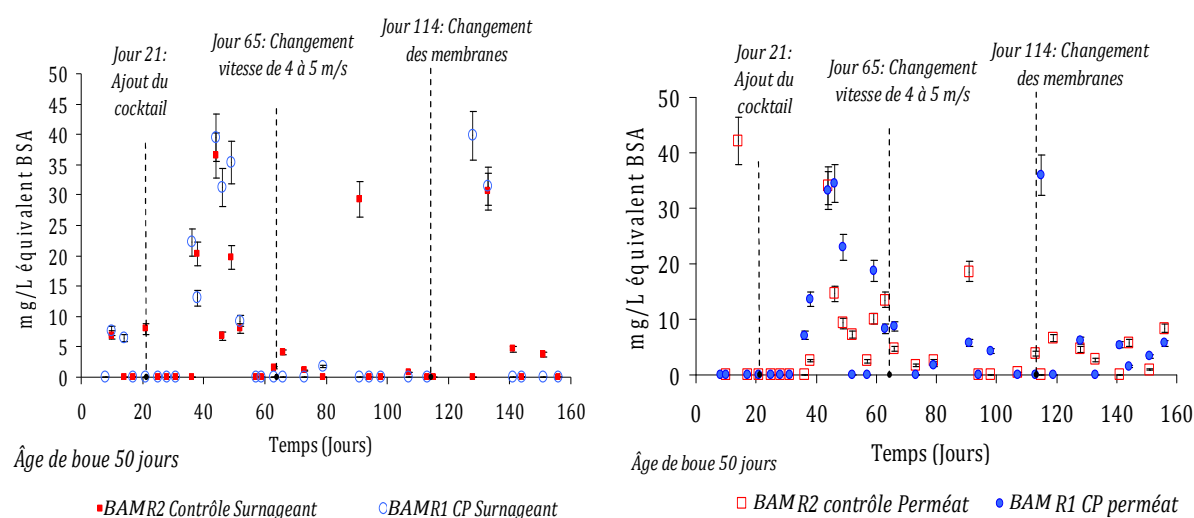 Jour 21:
Ajout du
cocktail
Jour 65: Changement
vitesse de 4 à 5 m/s
Jour 114: Changement
des membranes
mg/L équivalent BSA
50
45
40
35
30
25
20
15
10
5
0
0 20 40 60 80 100 120 140 160
Temps (Jours)
Âge de boue 50 jours
BAMR2 Contrôle Surnageant
BAMR1 CP Surnageant
Jour 21:
Ajout du
cocktail
Jour 65: Changement
vitesse de 4 à 5 m/s
Jour 114: Changement
des membranes
mg/L équivalent BSA
50
40
30
20
10
0
0 20 40 60 80 100 120 140 160
Temps (Jours)
Âge de boue 50 jours
BAM R2 contrôle Perméat
BAM R1 CP perméat